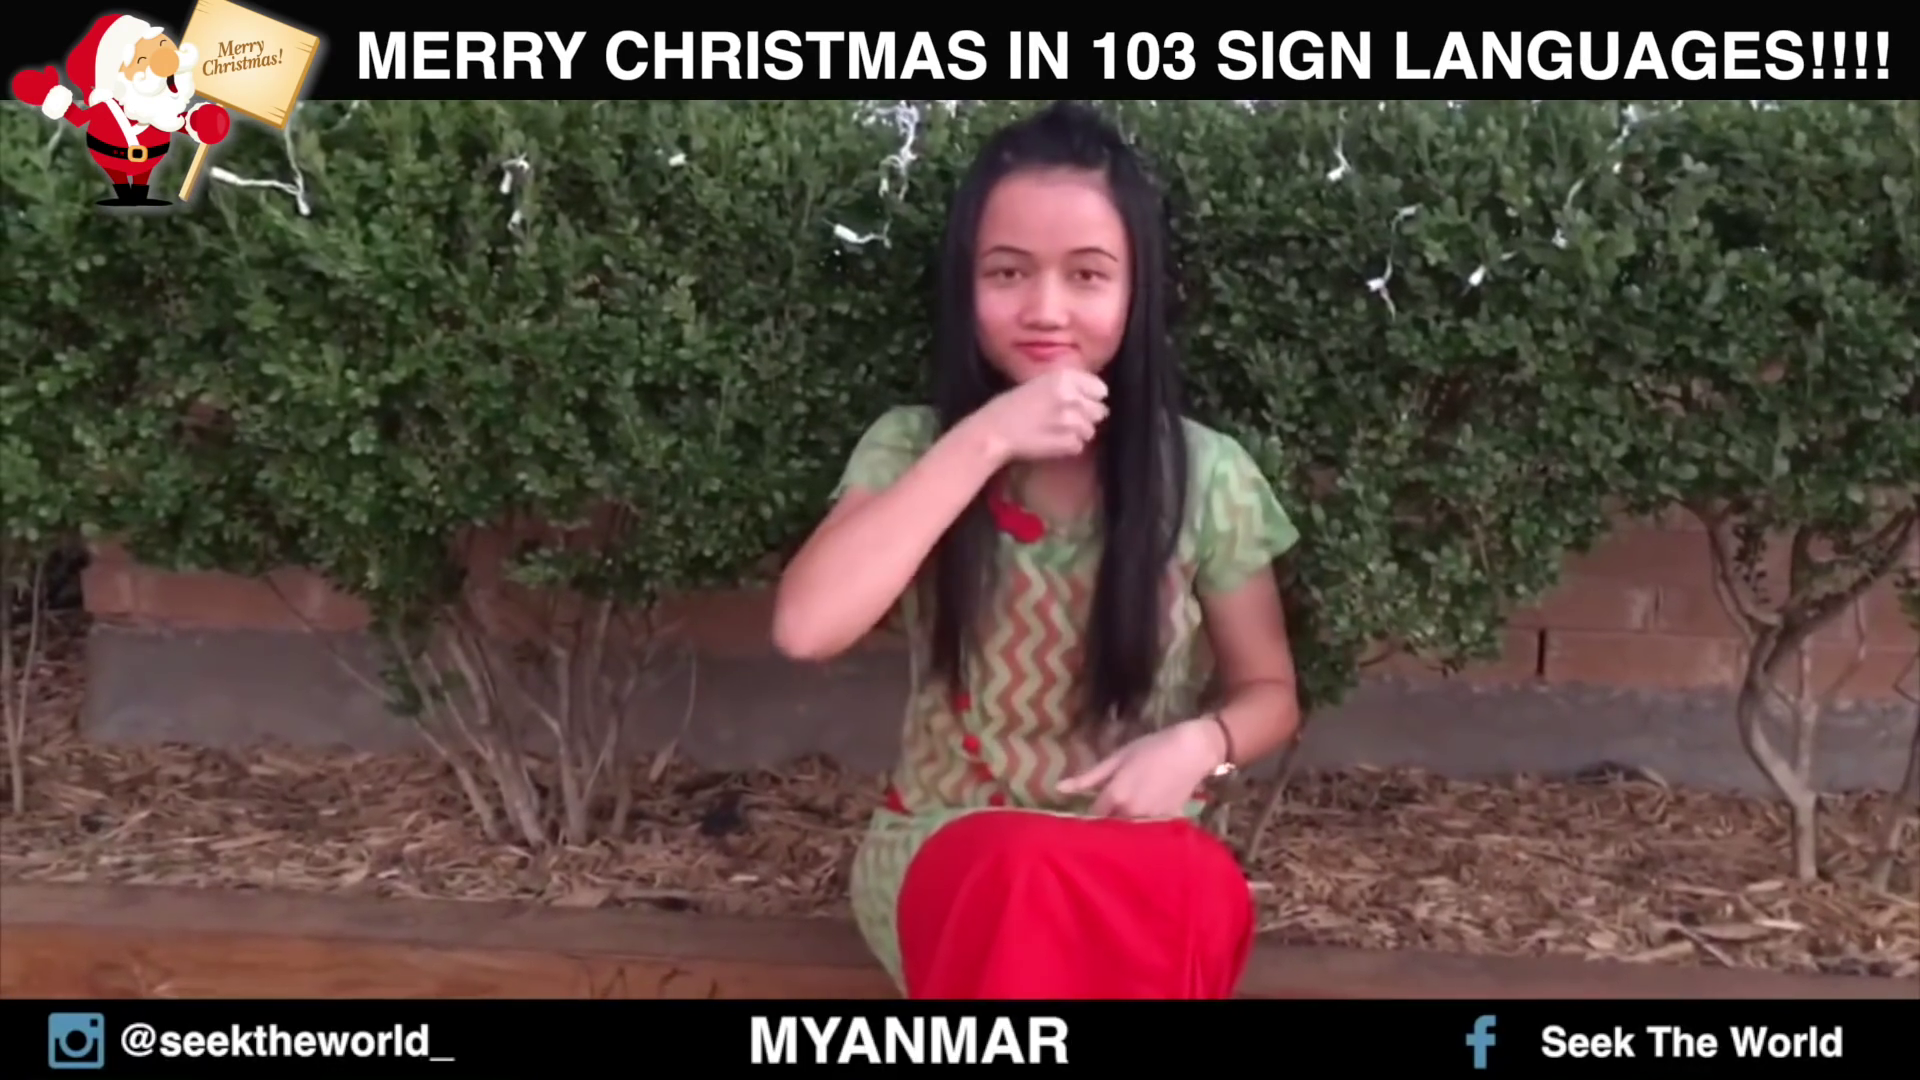 Merry
Christmas!
MERRY CHRISTMAS IN 103 SIGN LANGUAGES!!!!
@seektheworld_
MYANMAR
Seek The World